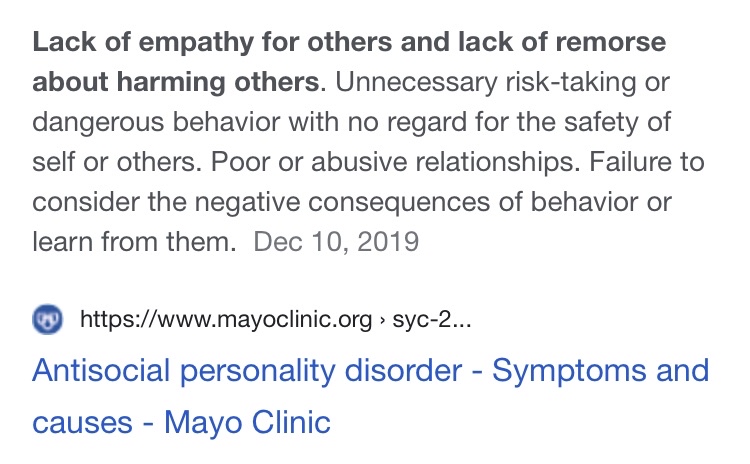 Lack of empathy for others and lack of remorse
about harming others. Unnecessary risk-taking or
dangerous behavior with no regard for the safety of
self or others. Poor or abusive relationships. Failure to
consider the negative consequences of behavior or
learn from them. Dec 10, 2019
https://www.mayoclinic.org › syc-2...
Antisocial personality disorder - Symptoms and
causes - Mayo Clinic